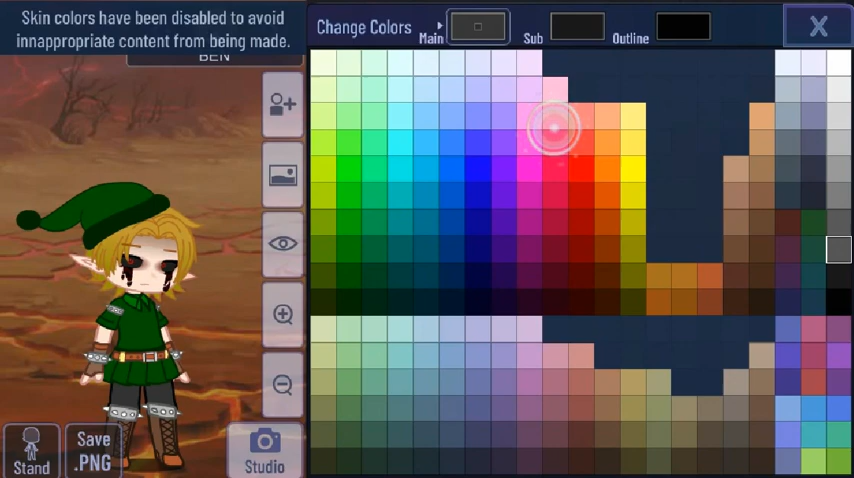 Skin colors have been disabled to avoid
innappropriate content from being made.
BEN
Change Colors
Main
Sub
Outline
X
Stand
Save
.PNG
Studio